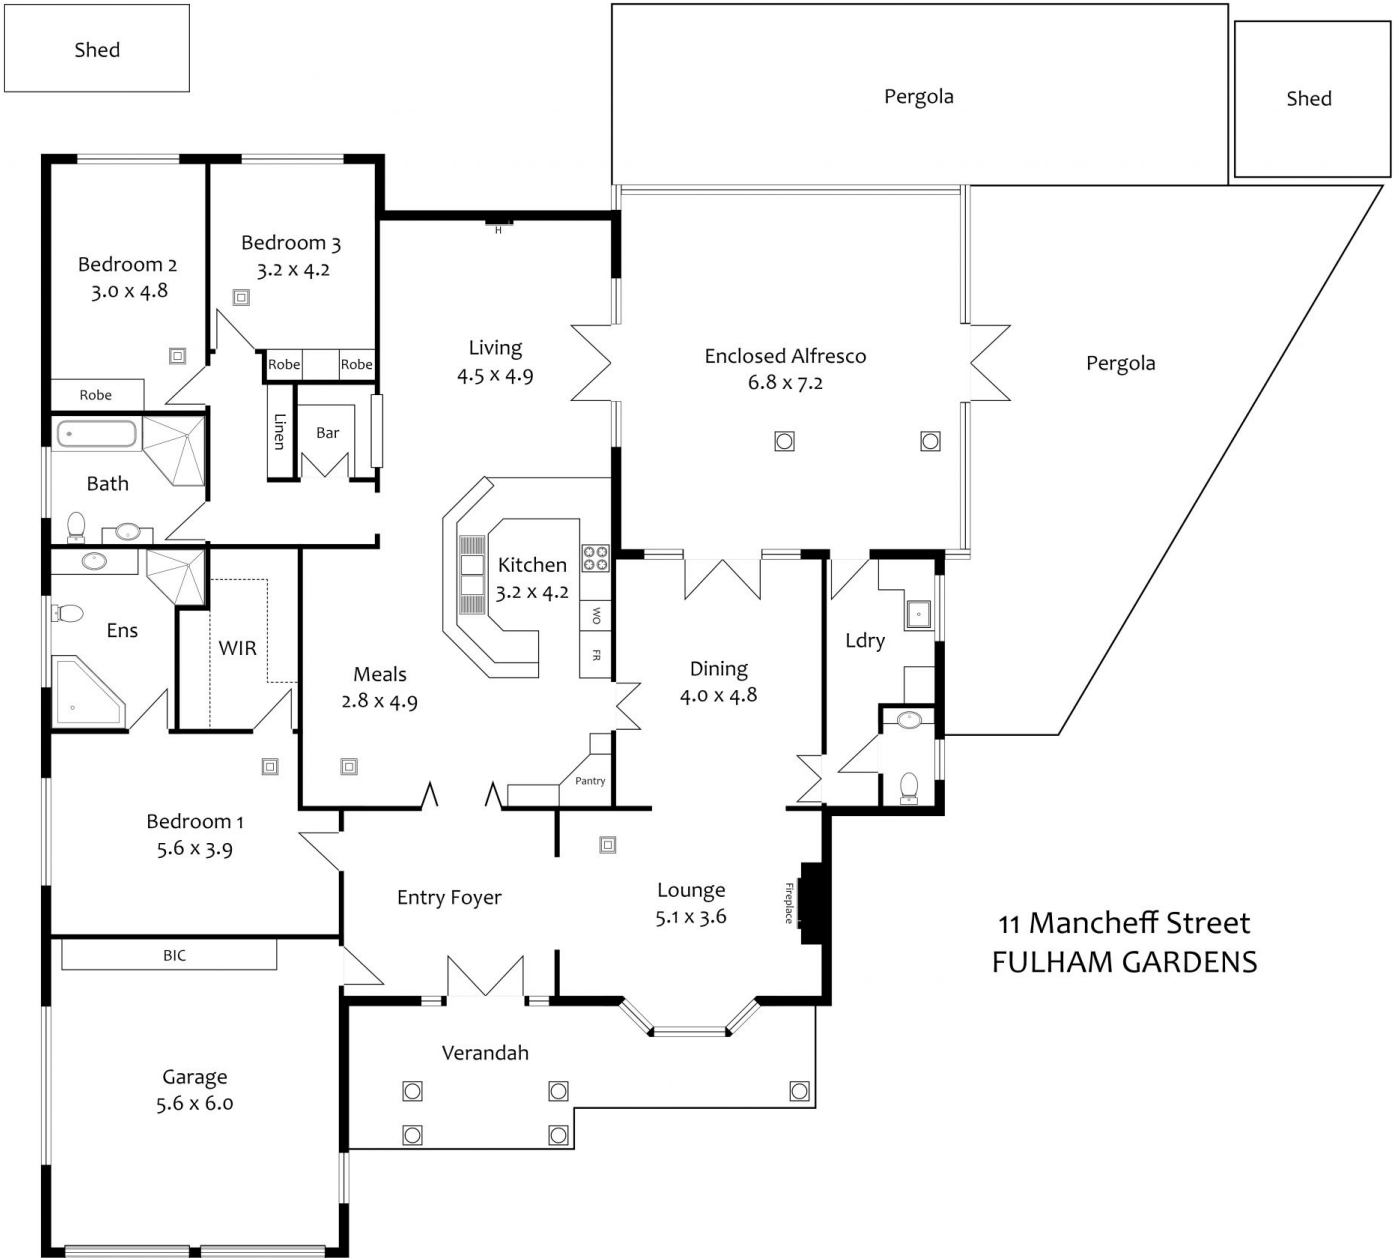 Shed
Pergola
Shed
Bedroom 2
3.0 x 4.8
Bedroom 3
3.2 x 4.2
H
Living
4.5 x 4.9
Enclosed Alfresco
6.8 x 7.2
Pergola
Robe
Robe
Robe
Linen
Bar
Bath
Kitchen
3.2 x 4.2
WO
FR
Ens
WIR
Meals
2.8 x 4.9
Dining
4.0 x 4.8
Ldry
Pantry
Bedroom 1
5.6 x 3.9
Entry Foyer
Lounge
5.1 x 3.6
Fireplace
11 Mancheff Street
FULHAM GARDENS
BIC
Verandah
Garage
5.6 x 6.0